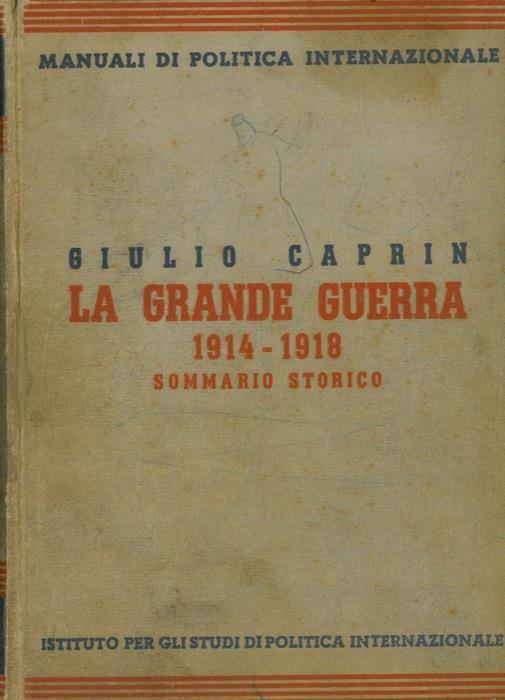 MANUALI DI POLITICA INTERNAZIONALE
GIULIO CAPRIN
LA GRANDE GUERRA
1914 - 1918
SOMMARIO STORICO
ISTITUTO PER GLI STUDI DI POLITICA INTERNAZIONALE